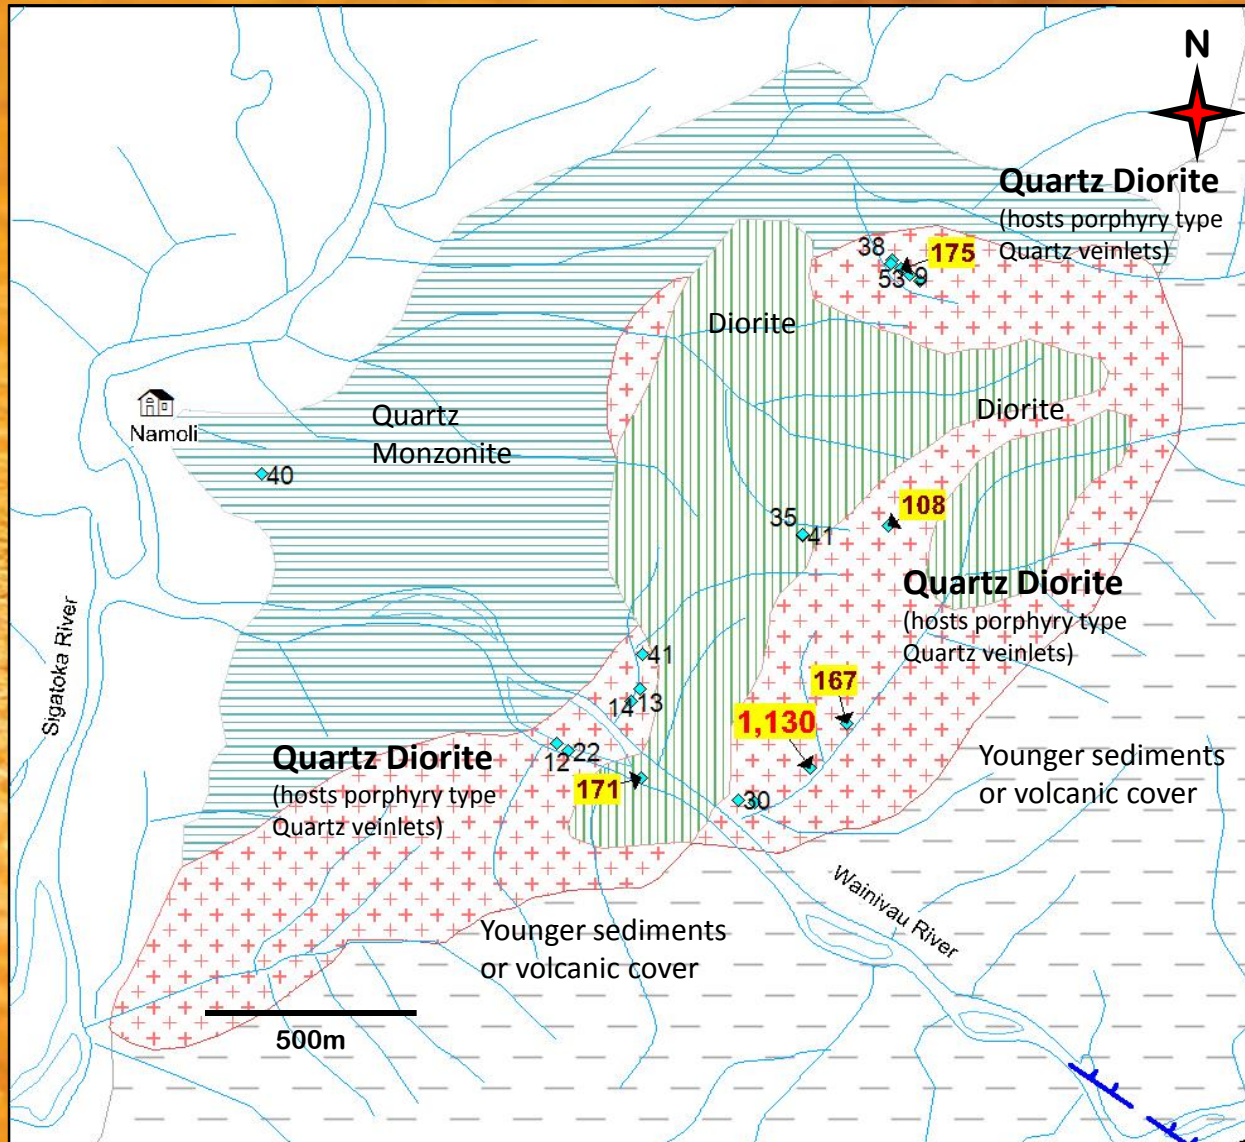 N
Quartz Diorite
(hosts porphyry type
Quartz veinlets)
38
175
53
9
Diorite
Diorite
Namoli
Quartz
Monzonite
40
108
35
41
Quartz Diorite
(hosts porphyry type
Quartz veinlets)
Sigatoka River
41
14
13
167
1,130
12
22
Quartz Diorite
(hosts porphyry type
Quartz veinlets)
171
30
Younger sediments
or volcanic cover
Wainivau River
Younger sediments
or volcanic cover
500m